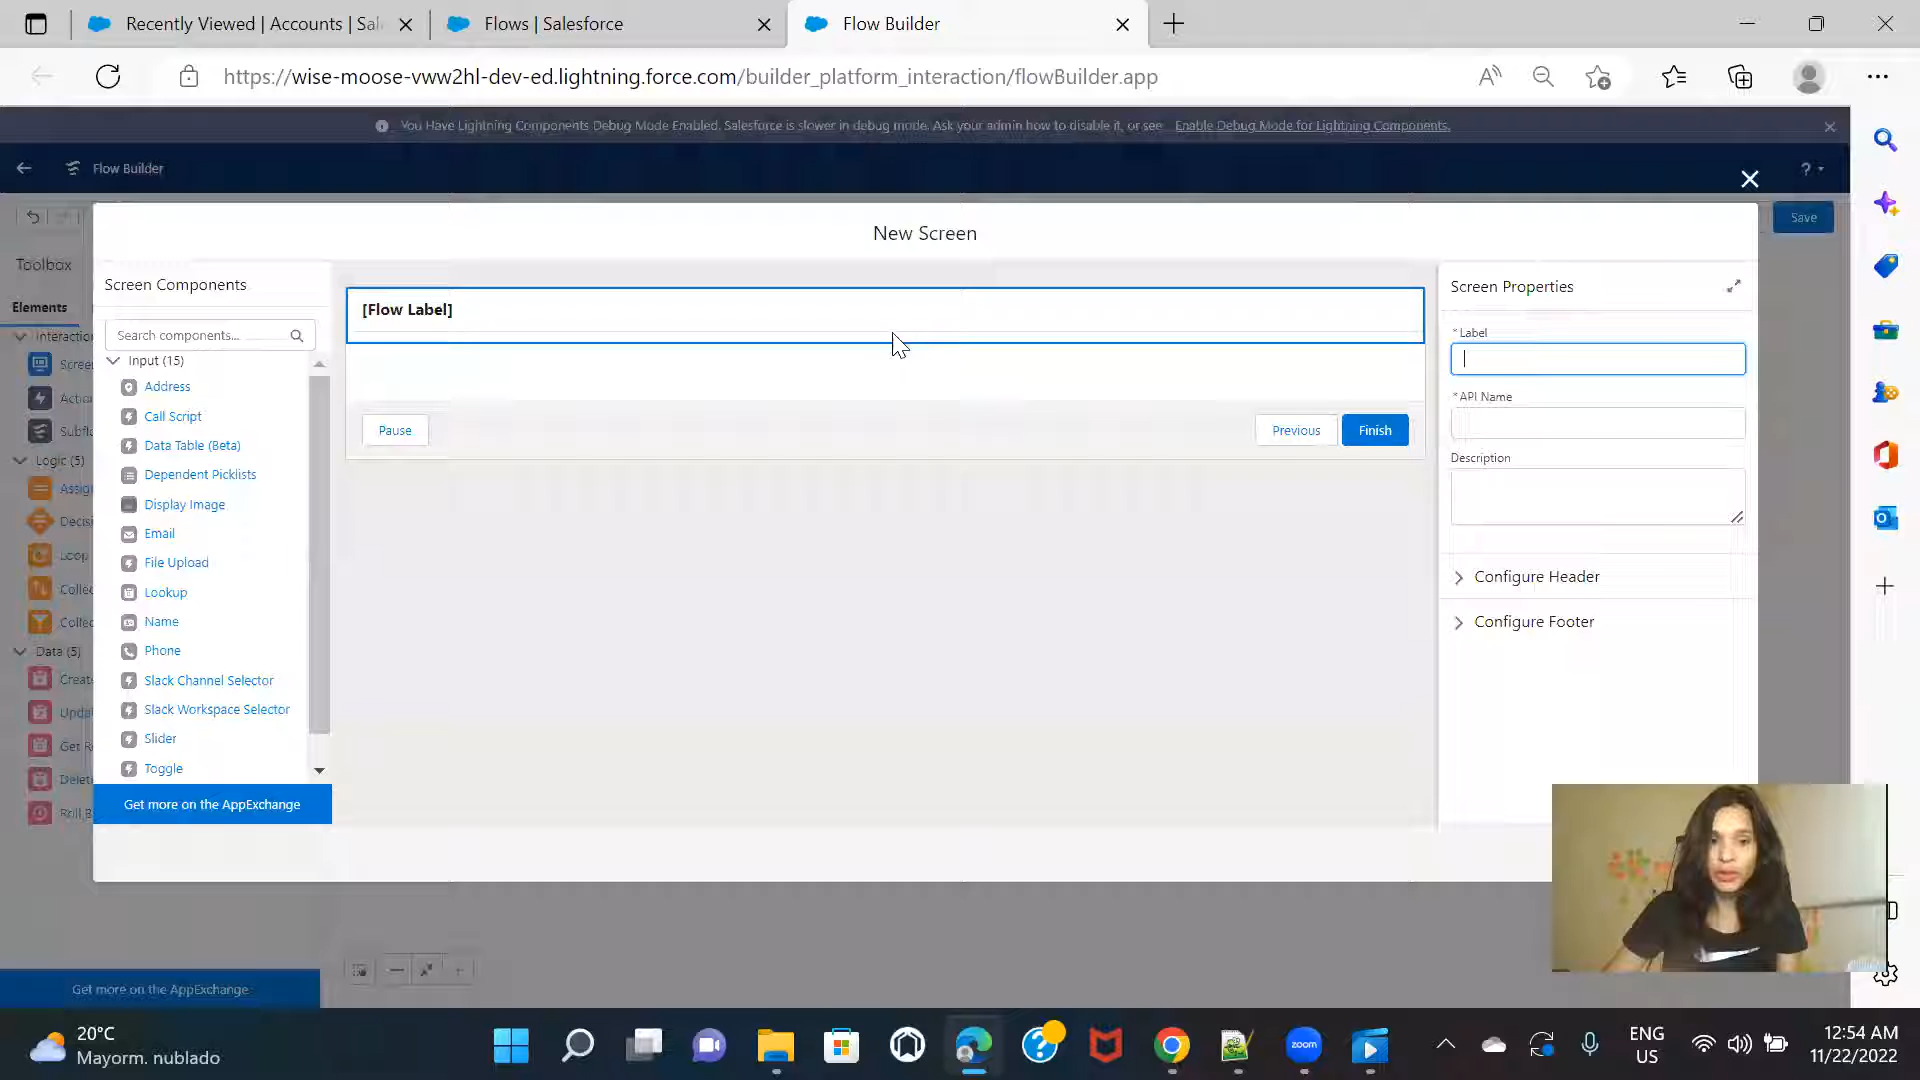 Recently Viewed | Accounts | Sal
Flows | Salesforce
Flow Builder
https://wise-moose-vww2hl-dev-ed.lightning.force.com/builder_platform_interaction/flowBuilder.app
You Have Lightning Components Debug Mode Enabled. Salesforce is slower in debug mode. Ask your admin how to disable it, or see Enable Debug Mode for Lightning Components.
Flow Builder
?
Save
New Screen
Toolbox
Elements
Interaction
Screen
Logic (5)
Loop
Data (5)
Get R
Screen Components
Search components...
Input (15)
Address
Call Script
Data Table (Beta)
Dependent Picklists
Display Image
Email
File Upload
Lookup
Name
Phone
Slack Channel Selector
Slack Workspace Selector
Slider
Toggle
Get more on the AppExchange
[Flow Label]
Pause
Previous
Finish
Screen Properties
*Label
*API Name
Description
Configure Header
Configure Footer
Get more on the AppExchange
20°C
Mayorm. nublado
zoom
ENG
US
12:54 AM
11/22/2022